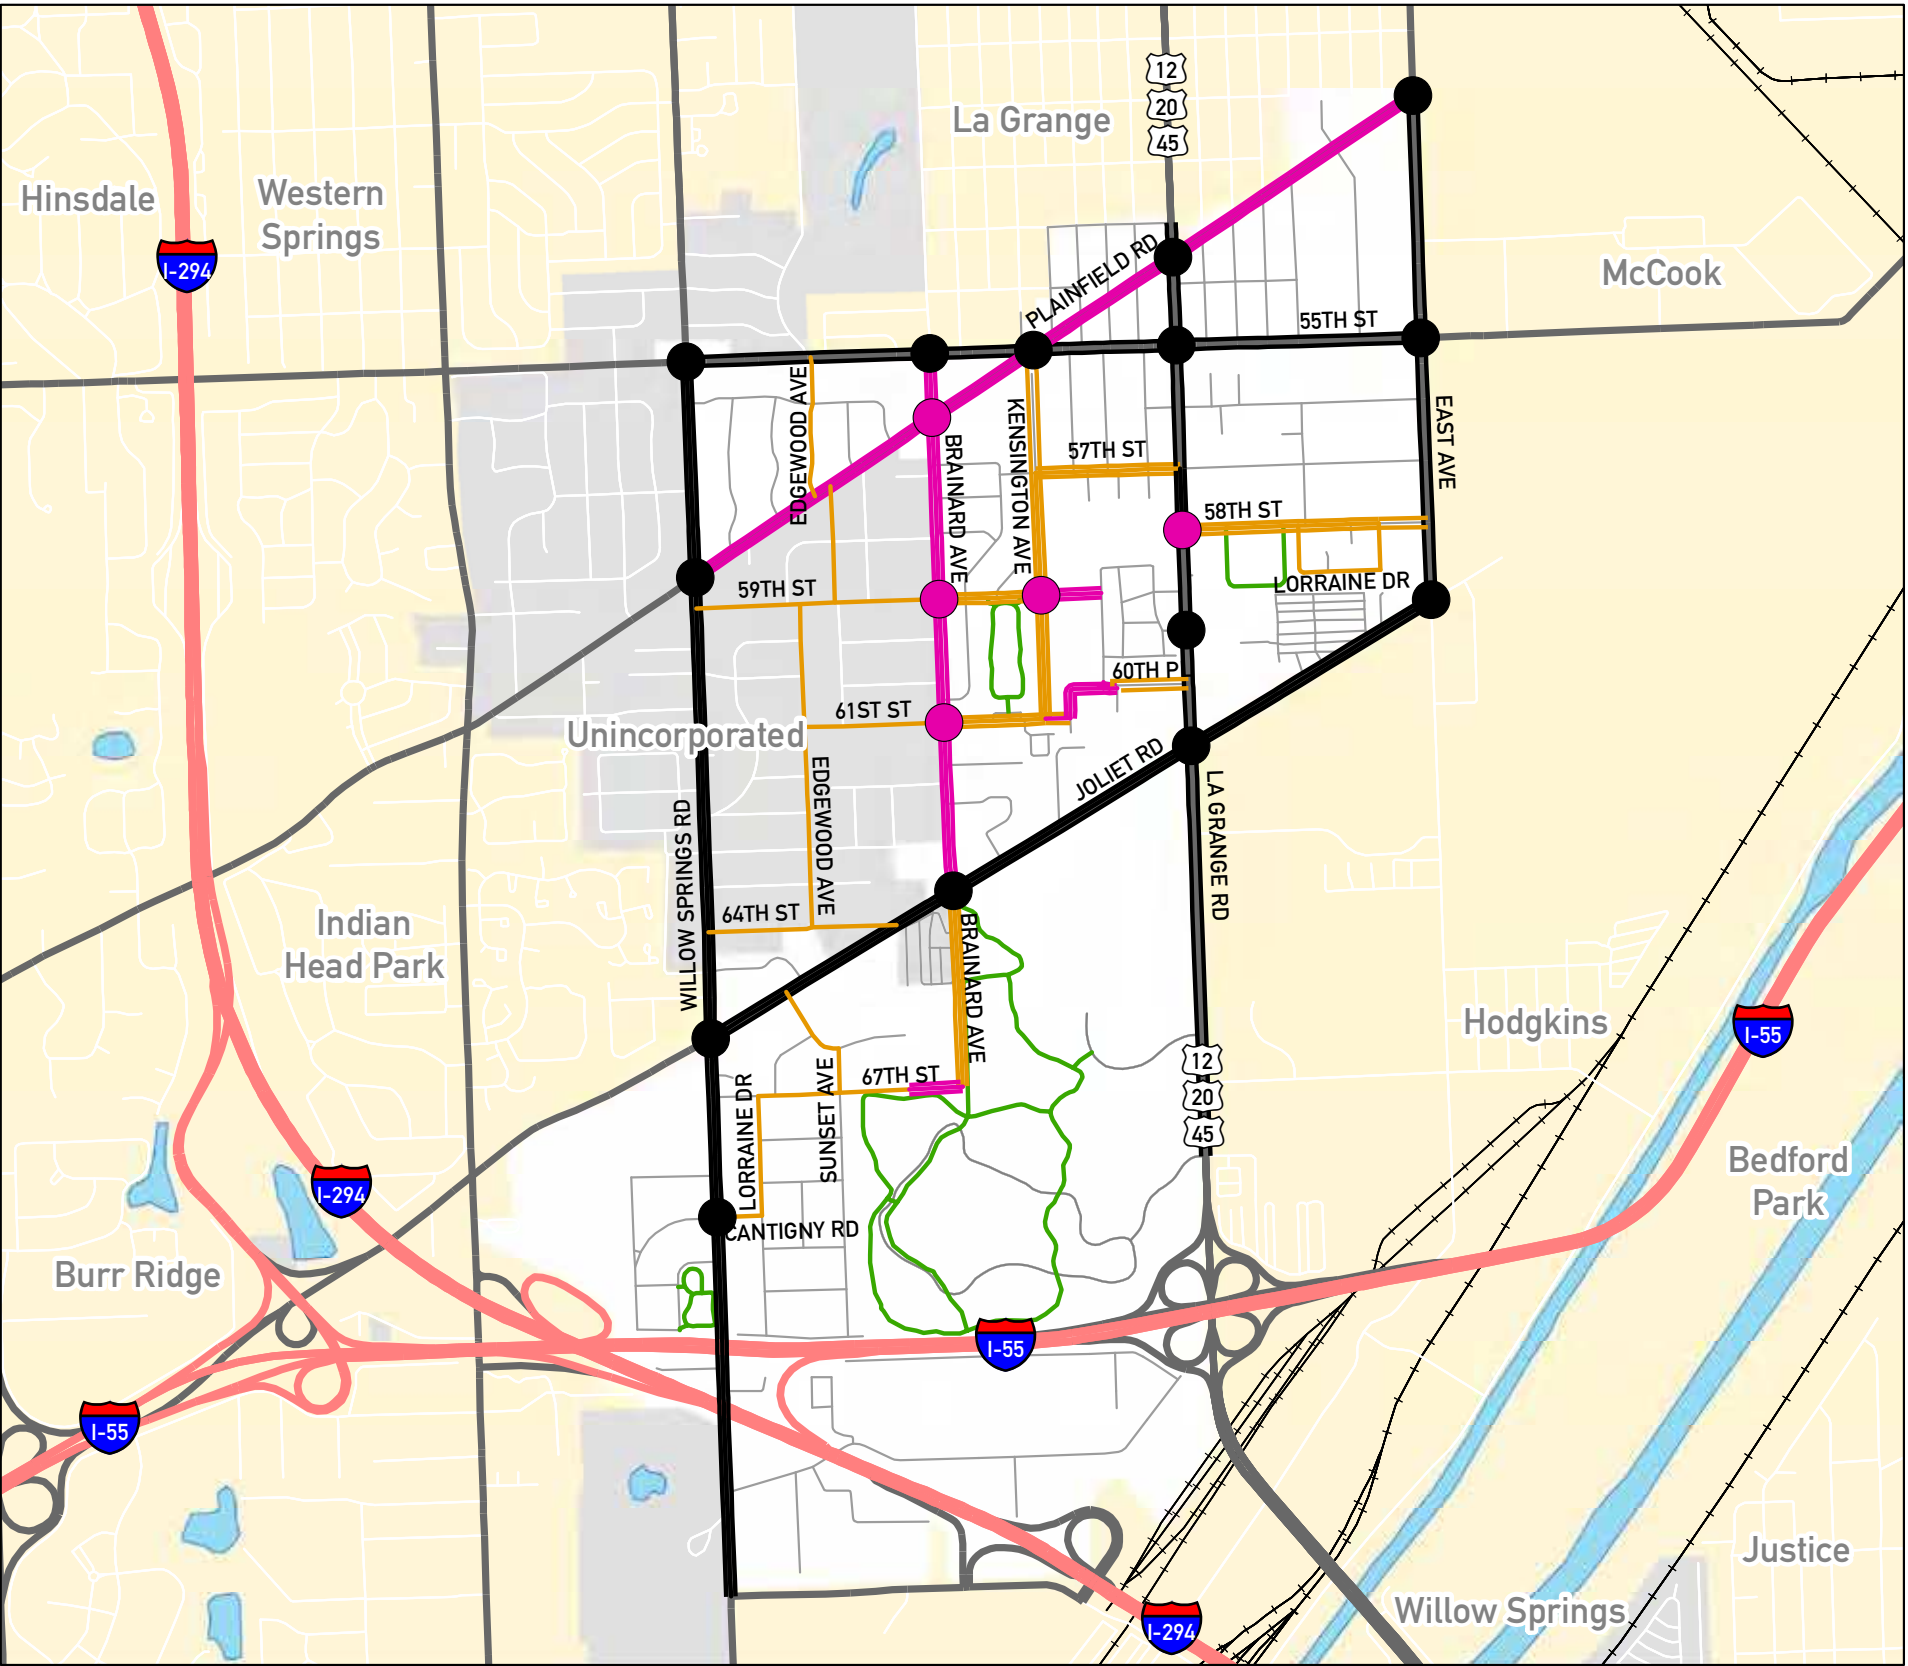 12
20
45
La Grange
Hinsdale
Western
Springs
I-294
McCook
PLAINFIELD RD
55TH ST
EDGEWOOD AVE
KENSINGTON AVE
BRAINARD AVE
57TH ST
EAST AVE
58TH ST
59TH ST
LORRAINE DR
60TH P
61ST ST
Unincorporated
JOLIET RD
LA GRANGE RD
WILLOW SPRINGS RD
EDGEWOOD AVE
64TH ST
Indian
Head Park
BRAINARD AVE
Hodgkins
I-55
12
20
45
67TH ST
LORRAINE DR
SUNSET AVE
I-294
Bedford
Park
CANTIGNY RD
Burr Ridge
I-55
I-55
Justice
Willow Springs
I-294